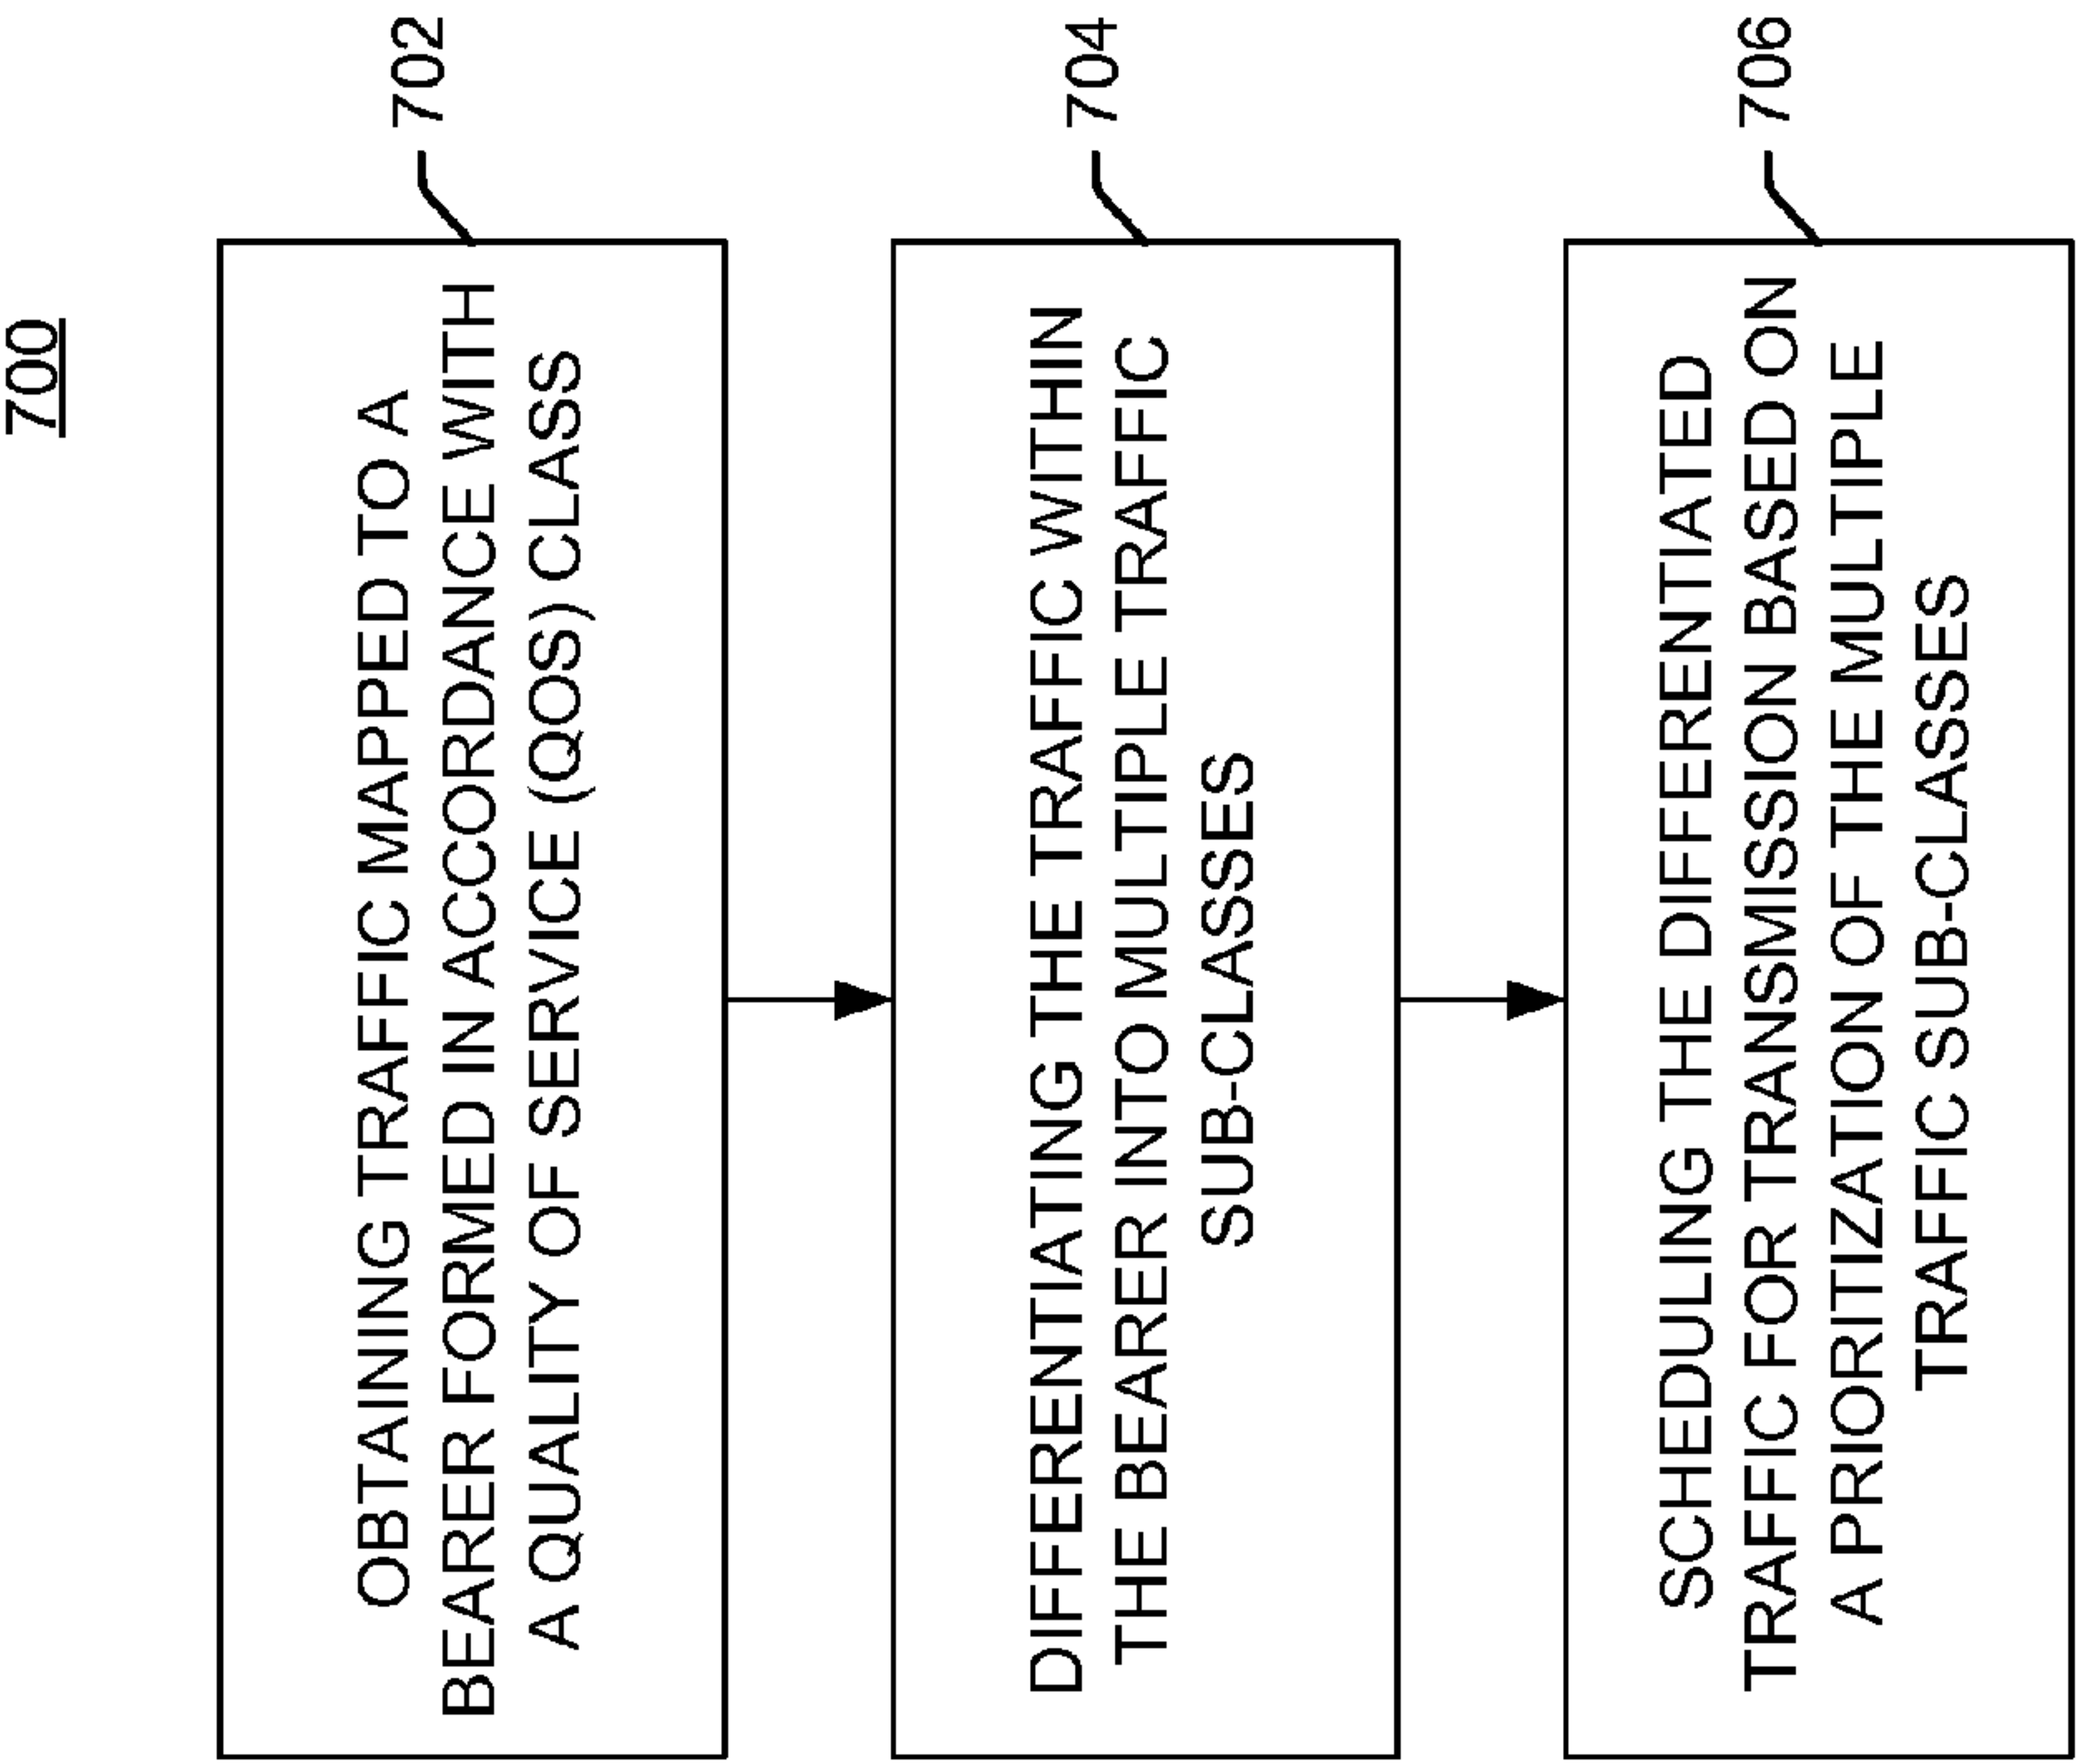 700
OBTAINING TRAFFIC MAPPED TO A
BEARER FORMED IN ACCORDANCE WITH
A QUALITY OF SERVICE (QOS) CLASS
702
DIFFERENTIATING THE TRAFFIC WITHIN
THE BEARER INTO MULTIPLE TRAFFIC
SUB-CLASSES
704
SCHEDULING THE DIFFERENTIATED
TRAFFIC FOR TRANSMISSION BASED ON
A PRIORITIZATION OF THE MULTIPLE
TRAFFIC SUB-CLASSES
706